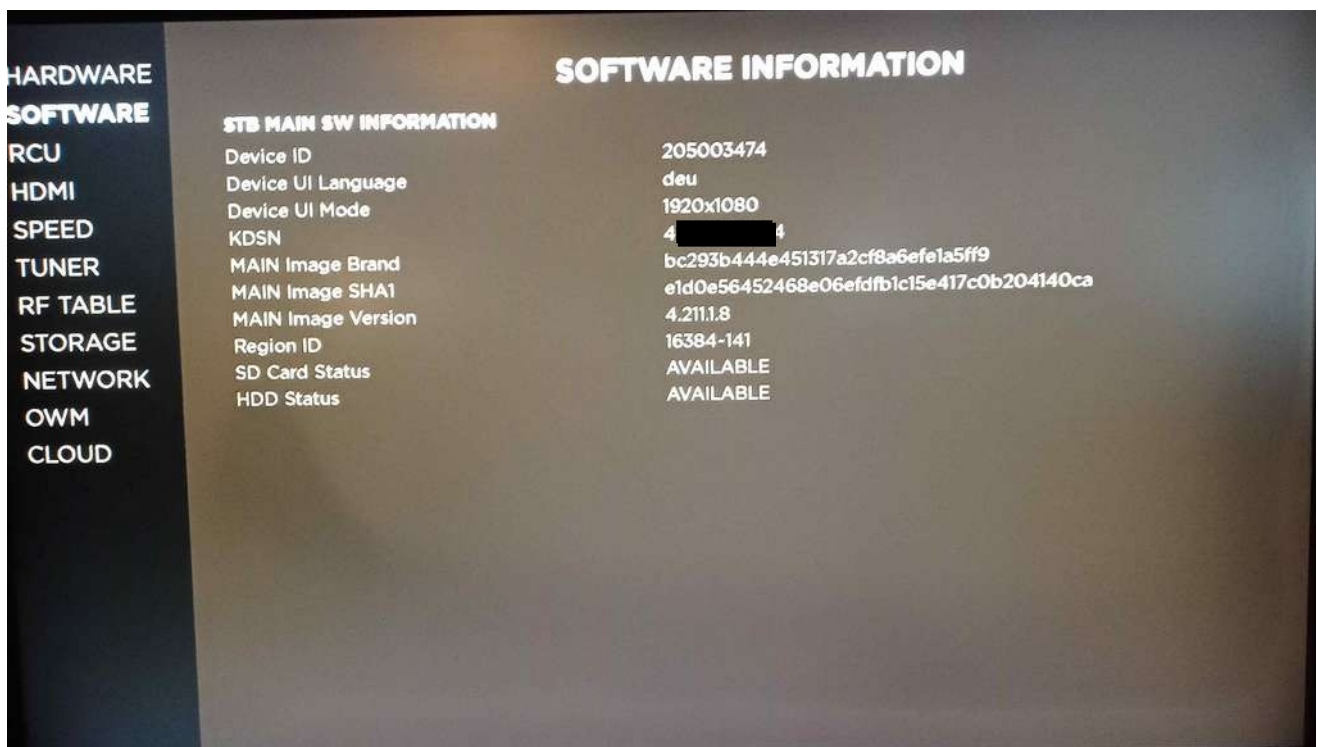 SOFTWARE INFORMATION
HARDWARE
SOFTWARE
RCU
HDMI
SPEED
TUNER
RF TABLE
STORAGE
NETWORK
OWM
CLOUD
STB MAIN SW INFORMATION
Device ID 205003474
Device UI Language deu
Device UI Mode 1920x1080
KDSN 4 4
MAIN Image Brand bc293b444e451317a2cf8a6efe1a5ff9
MAIN Image SHA1 e1d0e56452468e06efdfb1c15e417c0b204140ca
MAIN Image Version 4.211.1.8
Region ID 16384-141
SD Card Status AVAILABLE
HDD Status AVAILABLE